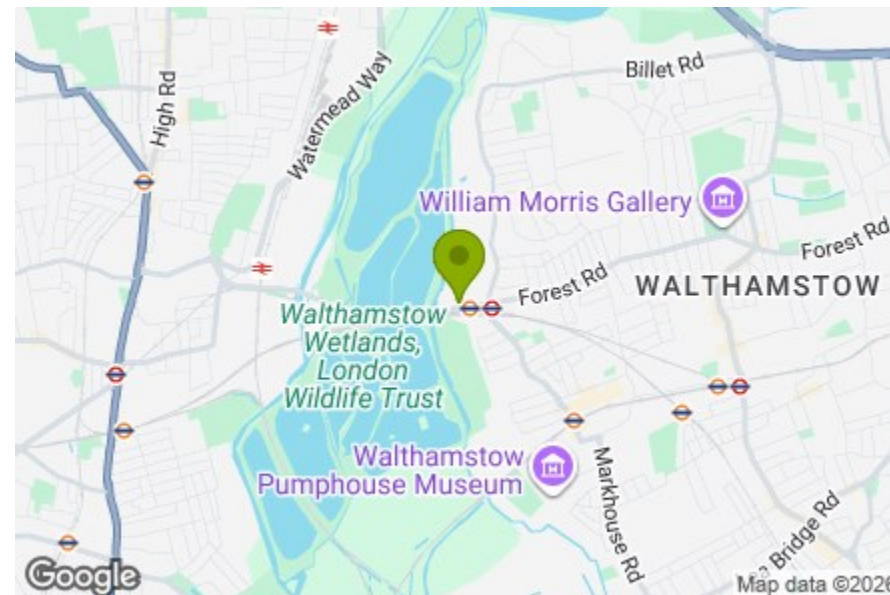 High Rd
Watermead Way
Billet Rd
William Morris Gallery
Forest Rd
Forest Rd
WALTHAMSTOW
Walthamstow
Wetlands,
London
Wildlife Trust
Walthamstow
Pumphouse Museum
Markhouse Rd
Bridge Rd
Google
Map data ©2026